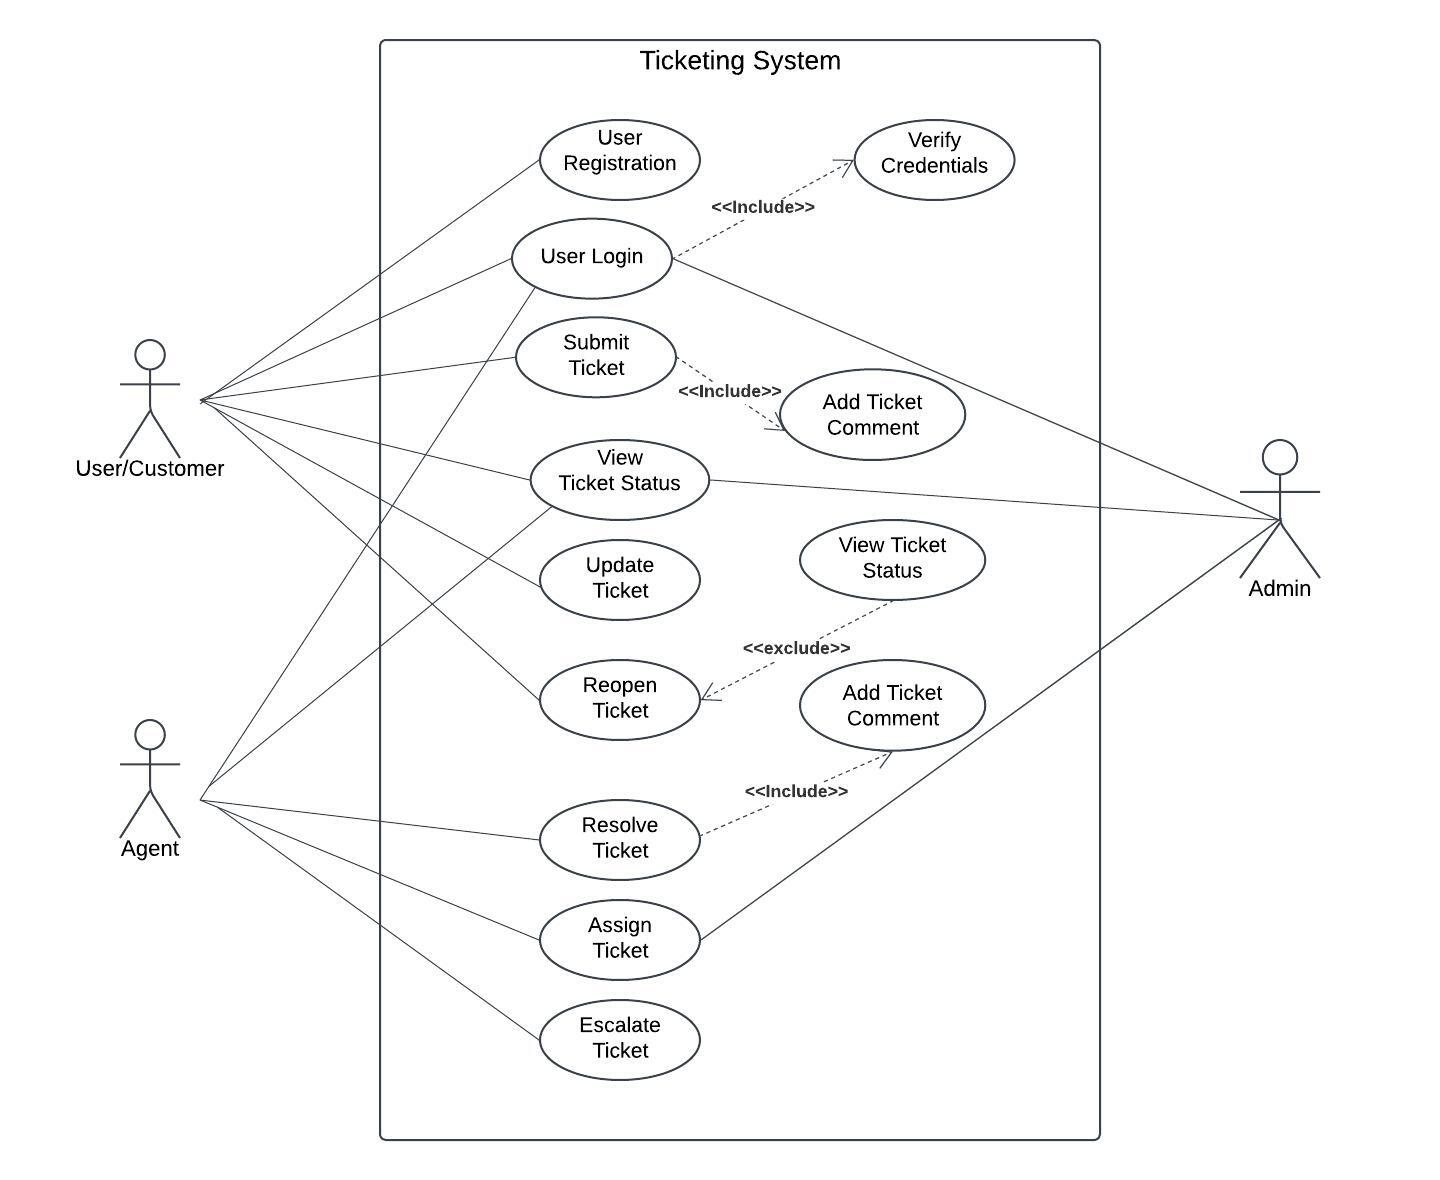 Ticketing System
User
Registration
Verify
Credentials
<<Include>>
User Login
Submit
Ticket
<<Include>>
Add Ticket
Comment
User/Customer
View
Ticket Status
View Ticket
Status
Update
Ticket
Admin
<<exclude>>
Reopen
Ticket
Add Ticket
Comment
<<Include>>
Resolve
Ticket
Agent
Assign
Ticket
Escalate
Ticket